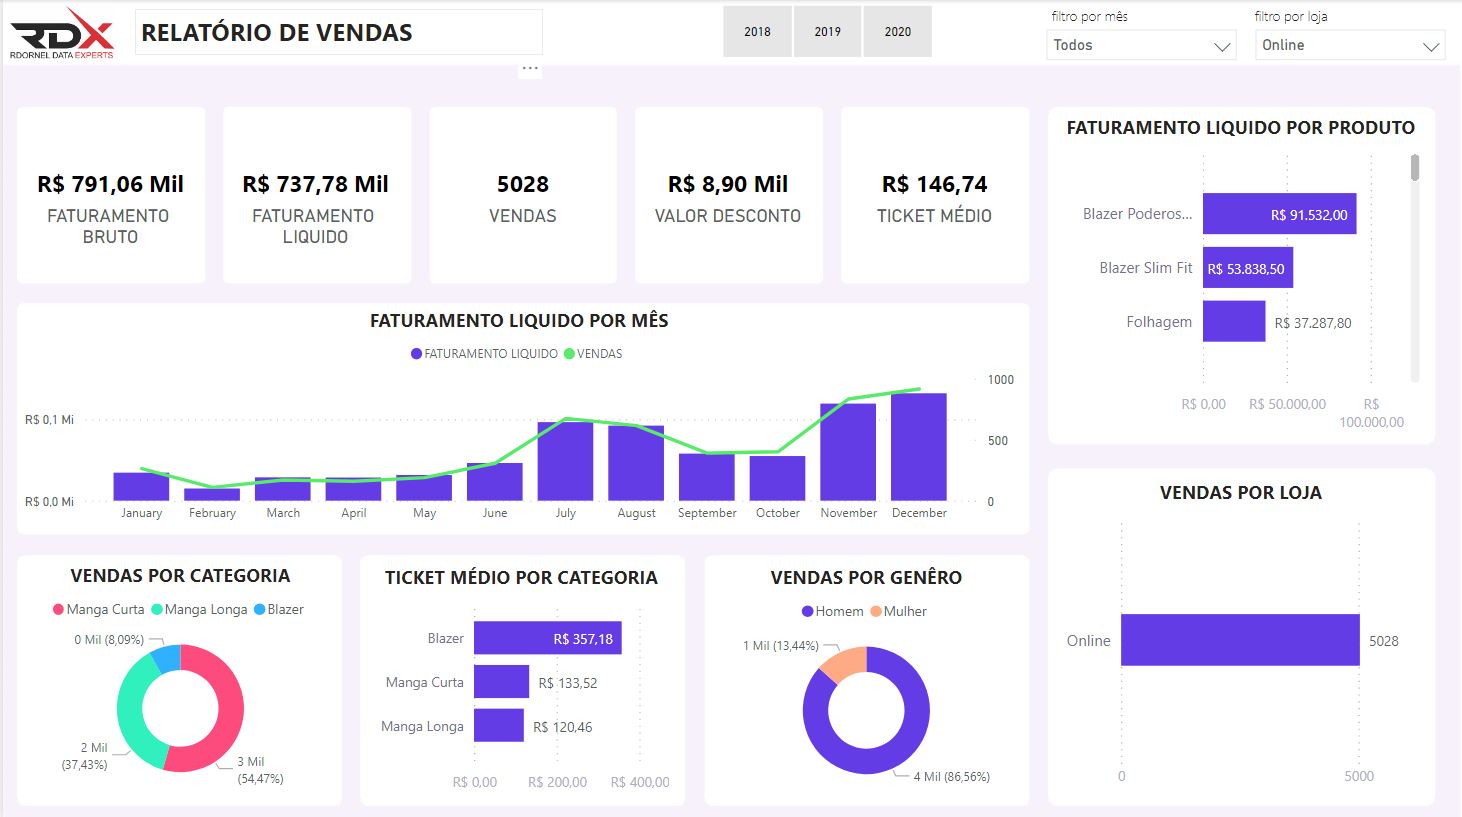 RDX
RDORNEL DATA EXPERTS
RELATÓRIO DE VENDAS
2018
2019
2020
filtro por mês
Todos
filtro por loja
Online
...
R$ 791,06 Mil
FATURAMENTO
BRUTO
R$ 737,78 Mil
FATURAMENTO
LIQUIDO
5028
VENDAS
R$ 8,90 Mil
VALOR DESCONTO
R$ 146,74
TICKET MÉDIO
FATURAMENTO LIQUIDO POR PRODUTO
Blazer Poderos...
R$ 91.532,00
Blazer Slim Fit
R$ 53.838,50
Folhagem
R$ 37.287,80
R$ 0,00
R$ 50.000,00
R$
100.000,00
FATURAMENTO LIQUIDO POR MÊS
FATURAMENTO LIQUIDO
VENDAS
R$ 0,1 Mi
R$ 0,0 Mi
1000
500
0
January
February
March
April
May
June
July
August
September
October
November
December
VENDAS POR CATEGORIA
Manga Curta
Manga Longa
Blazer
0 Mil (8,09%)
2 Mil
(37,43%)
3 Mil
(54,47%)
TICKET MÉDIO POR CATEGORIA
Blazer
R$ 357,18
Manga Curta
R$ 133,52
Manga Longa
R$ 120,46
R$ 0,00
R$ 200,00
R$ 400,00
VENDAS POR GENÊRO
Homem
Mulher
1 Mil (13,44%)
4 Mil (86,56%)
VENDAS POR LOJA
Online
5028
0
5000